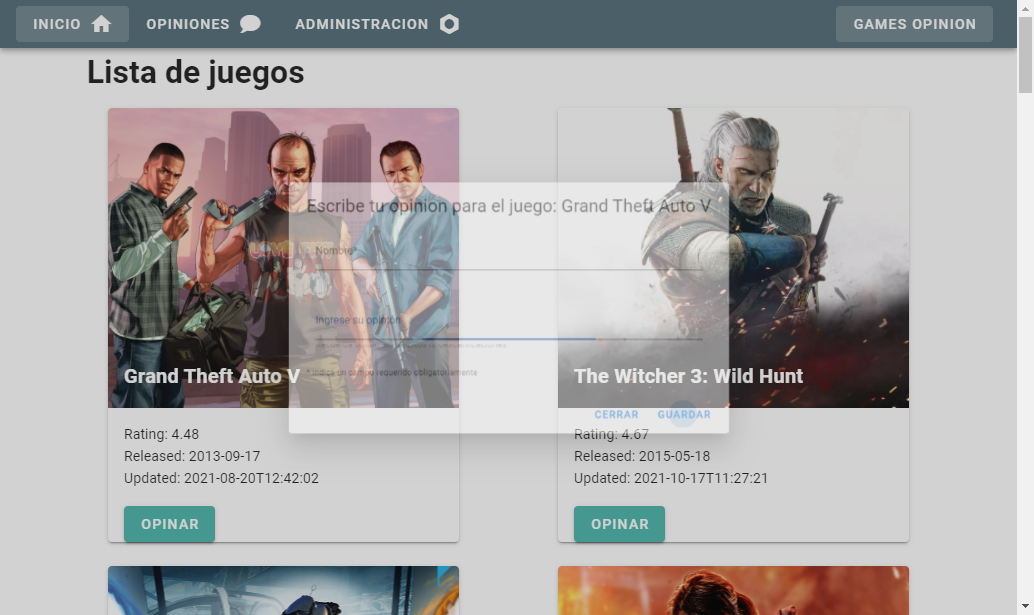 INICIO
OPINIONES
ADMINISTRACION
GAMES OPINION
Lista de juegos
Escribe tu opinion para el juego: Grand Theft Auto V
Nombre*
Ingrese su opinión
* Indica un campo requerido obligatoriamente
CERRAR
GUARDAR
Grand Theft Auto V
The Witcher 3: Wild Hunt
Rating: 4.48
Released: 2013-09-17
Updated: 2021-08-20T12:42:02
OPINAR
Rating: 4.67
Released: 2015-05-18
Updated: 2021-10-17T11:27:21
OPINAR